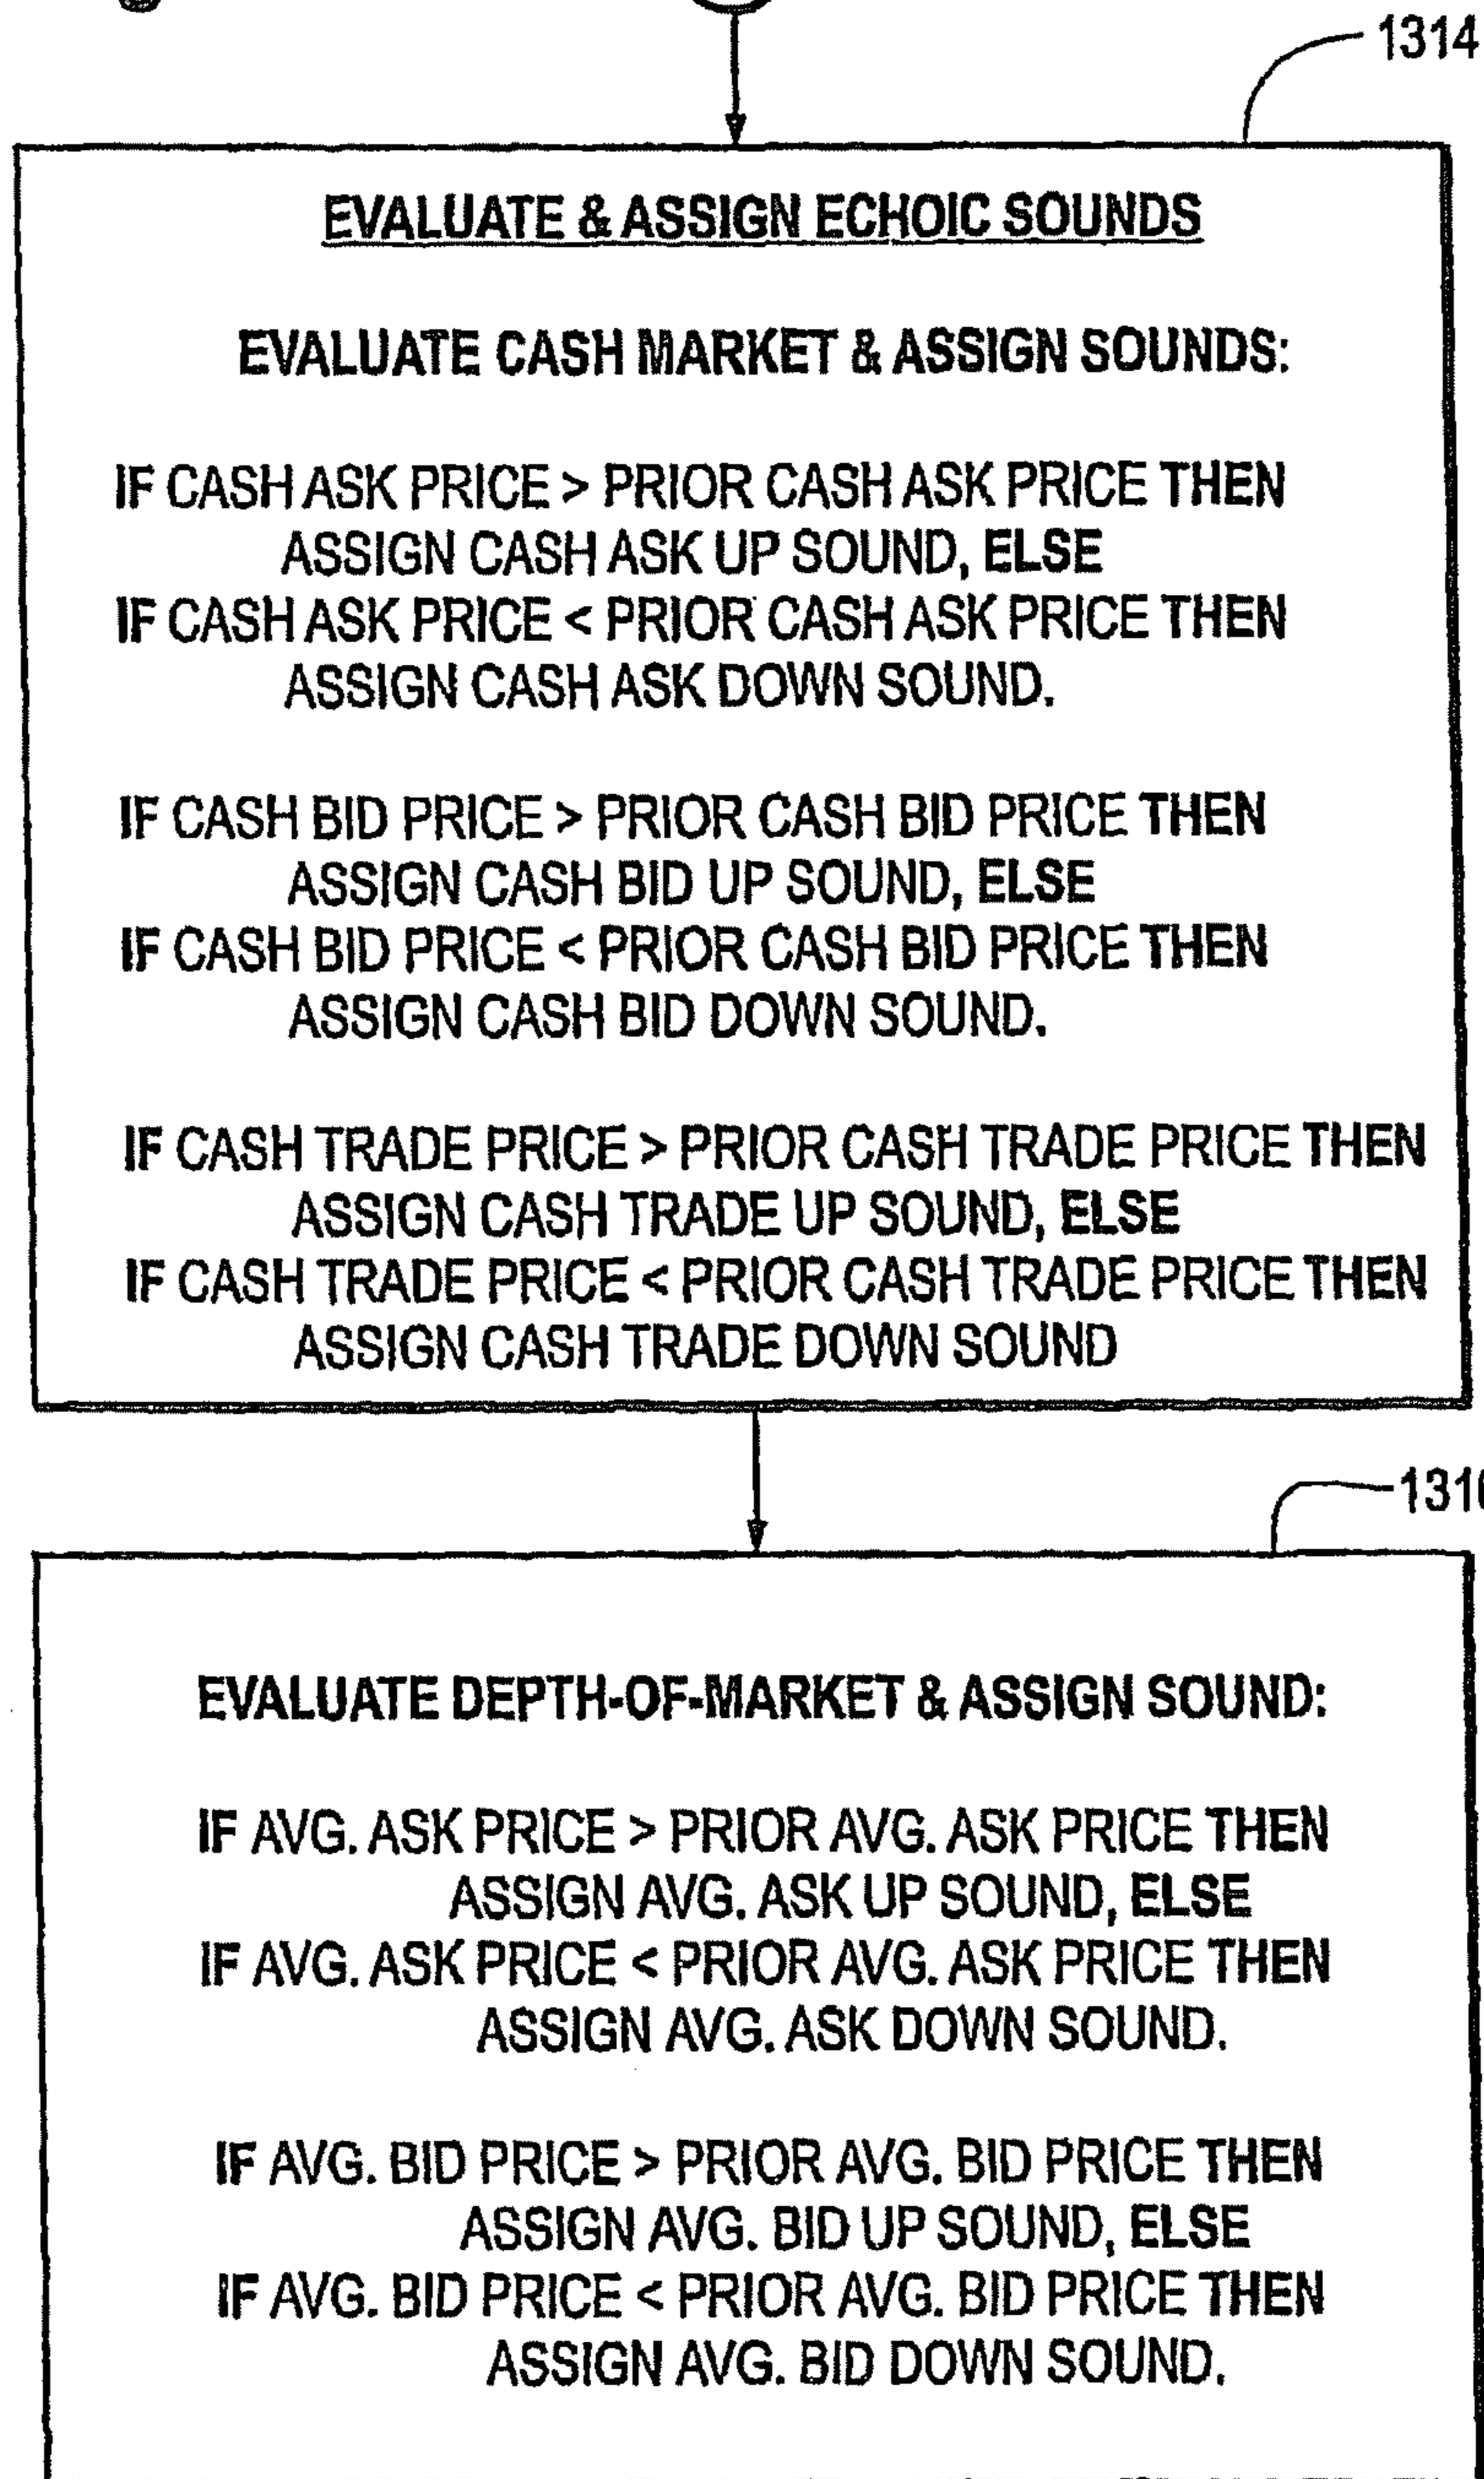 1314
EVALUATE & ASSIGN ECHOIC SOUNDS
EVALUATE CASH MARKET & ASSIGN SOUNDS:
IF CASH ASK PRICE > PRIOR CASH ASK PRICE THEN
ASSIGN CASH ASK UP SOUND, ELSE
IF CASH ASK PRICE < PRIOR CASH ASK PRICE THEN
ASSIGN CASH ASK DOWN SOUND.
IF CASH BID PRICE > PRIOR CASH BID PRICE THEN
ASSIGN CASH BID UP SOUND, ELSE
IF CASH BID PRICE < PRIOR CASH BID PRICE THEN
ASSIGN CASH BID DOWN SOUND.
IF CASH TRADE PRICE > PRIOR CASH TRADE PRICE THEN
ASSIGN CASH TRADE UP SOUND, ELSE
IF CASH TRADE PRICE < PRIOR CASH TRADE PRICE THEN
ASSIGN CASH TRADE DOWN SOUND
EVALUATE DEPTH-OF-MARKET & ASSIGN SOUND:
IF AVG. ASK PRICE > PRIOR AVG. ASK PRICE THEN
ASSIGN AVG. ASK UP SOUND, ELSE
IF AVG. ASK PRICE < PRIOR AVG. ASK PRICE THEN
ASSIGN AVG. ASK DOWN SOUND.
IF AVG. BID PRICE > PRIOR AVG. BID PRICE THEN
ASSIGN AVG. BID UP SOUND, ELSE
IF AVG. BID PRICE < PRIOR AVG. BID PRICE THEN
ASSIGN AVG. BID DOWN SOUND.